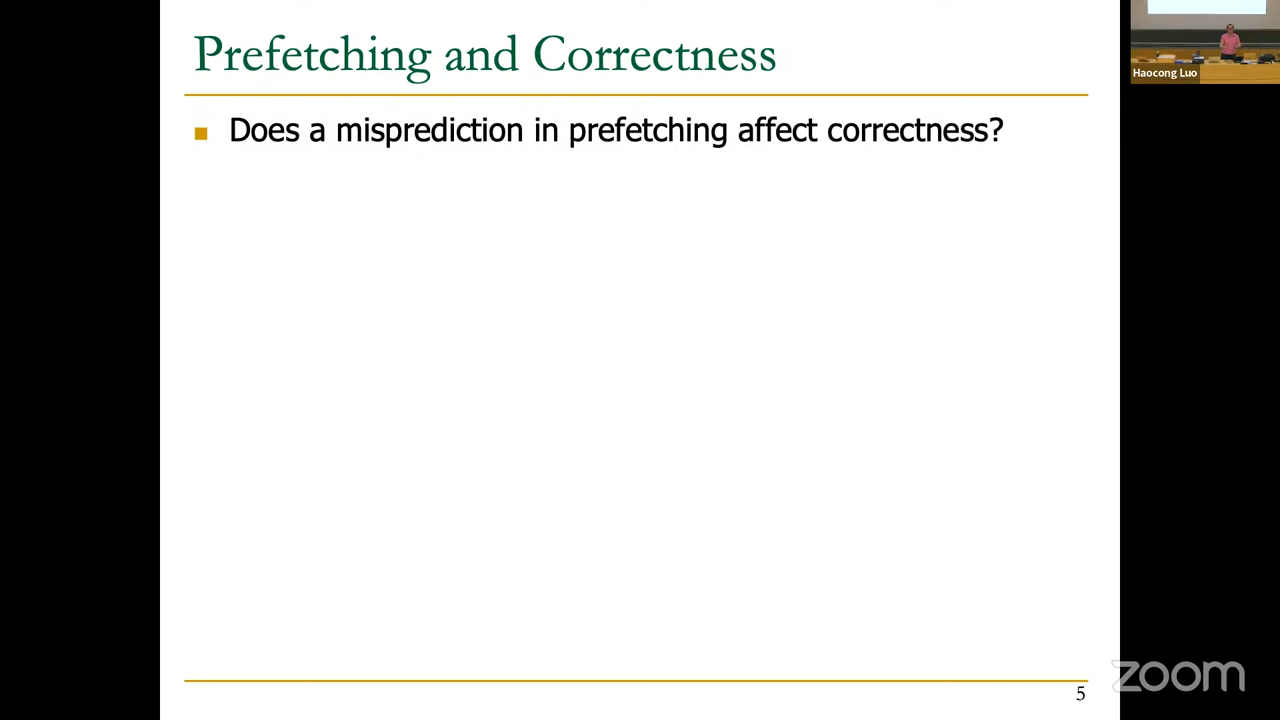 Prefetching and Correctness
Haocong Luo
Does a misprediction in prefetching affect correctness?
zoom
5